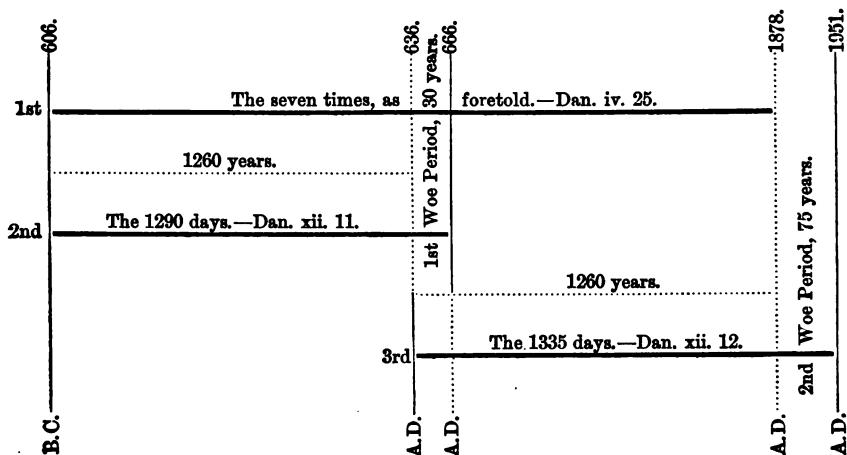 606.
636.
666.
1878.
1951.
1st The seven times, as foretold.—Dan. iv. 25.
1st Woe Period, 30 years.
1260 years.
2nd The 1290 days.—Dan. xii. 11.
1260 years.
2nd Woe Period, 75 years.
3rd The 1335 days.—Dan. xii. 12.
B.C.
A.D.
A.D.
A.D.
A.D.